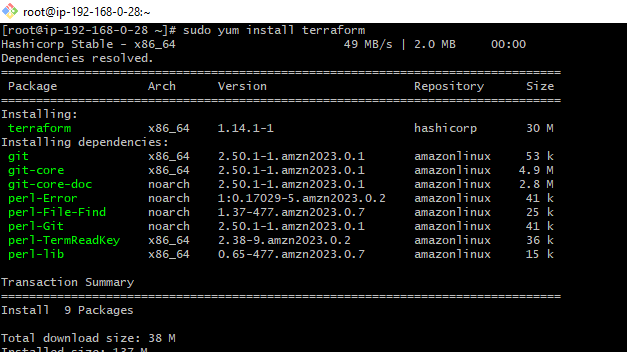 root@ip-192-168-0-28:~
[root@ip-192-168-0-28 ~]# sudo yum install terraform
Hashicorp Stable - x86_64 49 MB/s | 2.0 MB 00:00
Dependencies resolved.
================================================================================
Package Arch Version Repository Size
================================================================================
Installing:
terraform x86_64 1.14.1-1 hashicorp 30 M
Installing dependencies:
git x86_64 2.50.1-1.amzn2023.0.1 amazonlinux 53 k
git-core x86_64 2.50.1-1.amzn2023.0.1 amazonlinux 4.9 M
git-core-doc noarch 2.50.1-1.amzn2023.0.1 amazonlinux 2.8 M
perl-Error noarch 1:0.17029-5.amzn2023.0.2 amazonlinux 41 k
perl-File-Find noarch 1.37-477.amzn2023.0.7 amazonlinux 25 k
perl-Git noarch 2.50.1-1.amzn2023.0.1 amazonlinux 41 k
perl-TermReadKey x86_64 2.38-9.amzn2023.0.2 amazonlinux 36 k
perl-lib x86_64 0.65-477.amzn2023.0.7 amazonlinux 15 k
Transaction Summary
================================================================================
Install 9 Packages
Total download size: 38 M
Installed size: 137 M